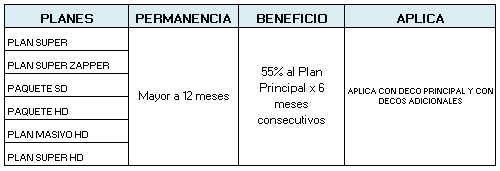 PLANES PERMANENCIA BENEFICIO APLICA
PLAN SUPER
PLAN SUPER ZAPPER
PAQUETE SD
PAQUETE HD
PLAN MASIVO HD
PLAN SUPER HD
Mayor a 12 meses
55% al Plan
Principal x 6
meses
consecutivos
APLICA CON DECO PRINCIPAL Y CON
DECOS ADICIONALES